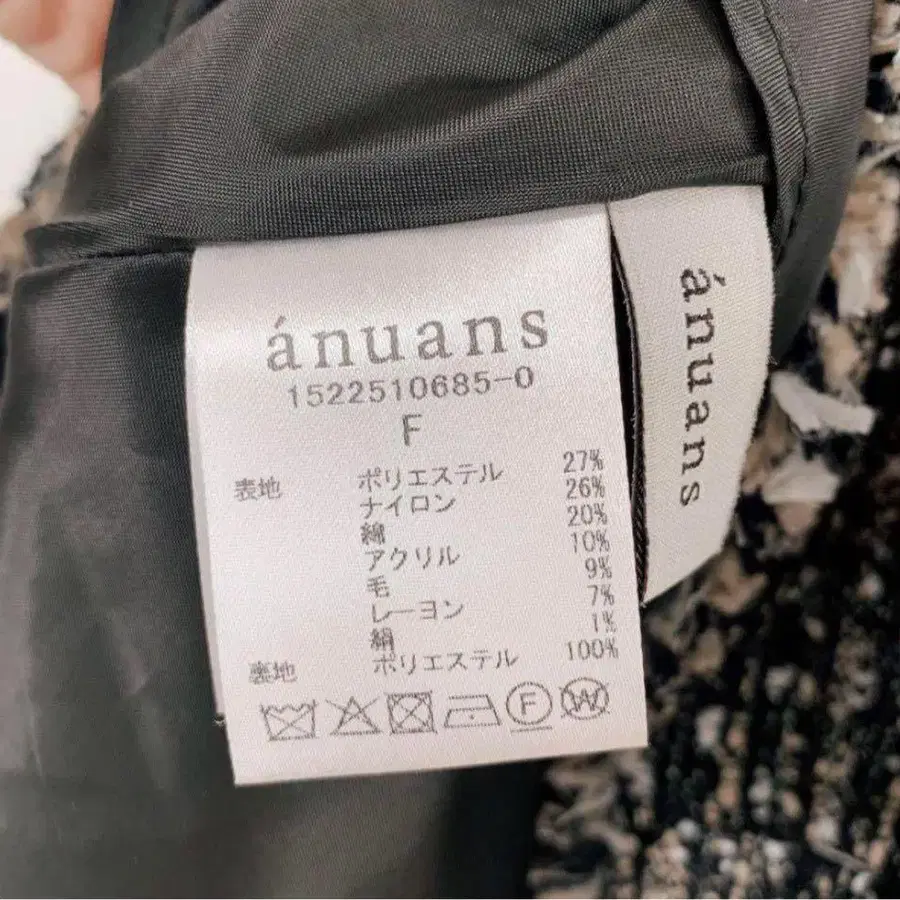 ánuans
1522510685-0
F
表地 ポリエステル 27%
ナイロン 26%
綿 20%
アクリル 10%
毛 9%
レーヨン 7%
絹 1%
裏地 ポリエステル 100%
F
W
ánuans